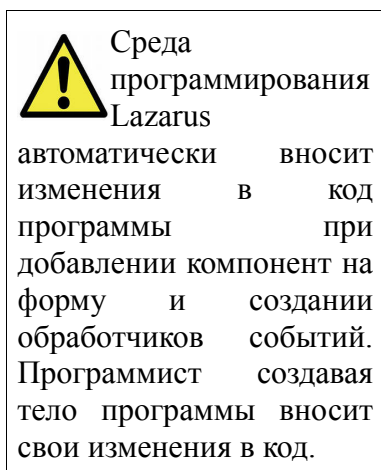 Среда
программирования
Lazarus
автоматически вносит
изменения в код
программы при
добавлении компонент на
форму и создании
обработчиков событий.
Программист создавая
тело программы вносит
свои изменения в код.